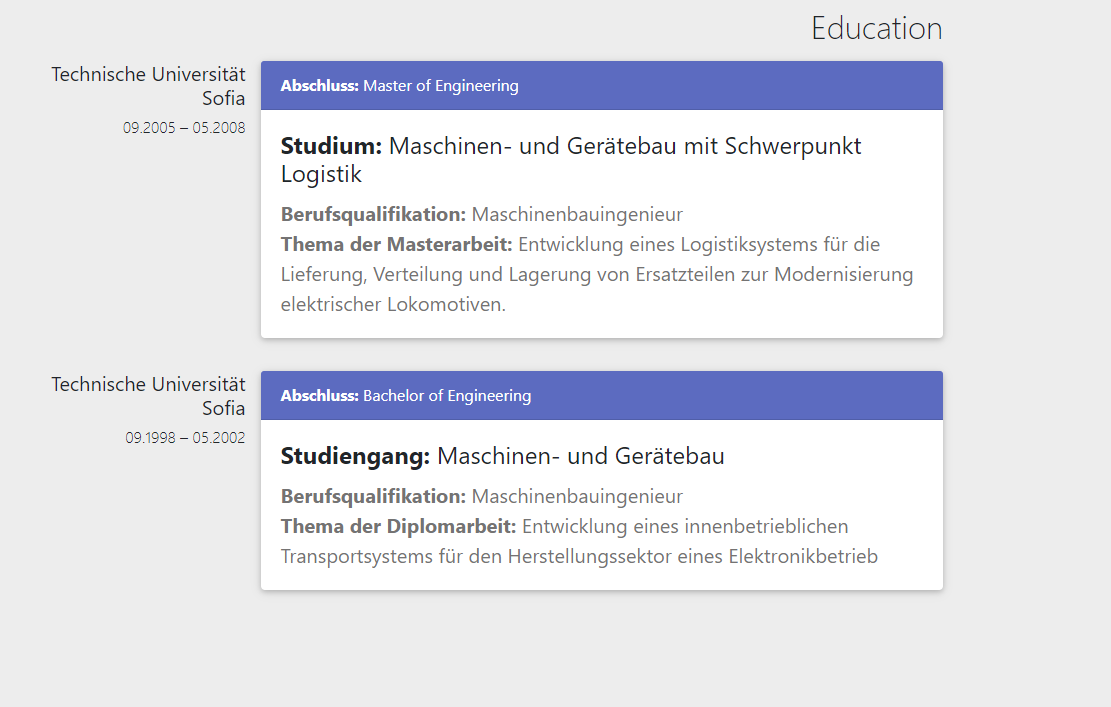 Education
Technische Universität
Sofia
09.2005 – 05.2008
Abschluss: Master of Engineering
Studium: Maschinen- und Gerätebau mit Schwerpunkt
Logistik
Berufsqualifikation: Maschinenbauingenieur
Thema der Masterarbeit: Entwicklung eines Logistiksystems für die
Lieferung, Verteilung und Lagerung von Ersatzteilen zur Modernisierung
elektrischer Lokomotiven.
Technische Universität
Sofia
09.1998 – 05.2002
Abschluss: Bachelor of Engineering
Studiengang: Maschinen- und Gerätebau
Berufsqualifikation: Maschinenbauingenieur
Thema der Diplomarbeit: Entwicklung eines innenbetrieblichen
Transportsystems für den Herstellungssektor eines Elektronikbetrieb